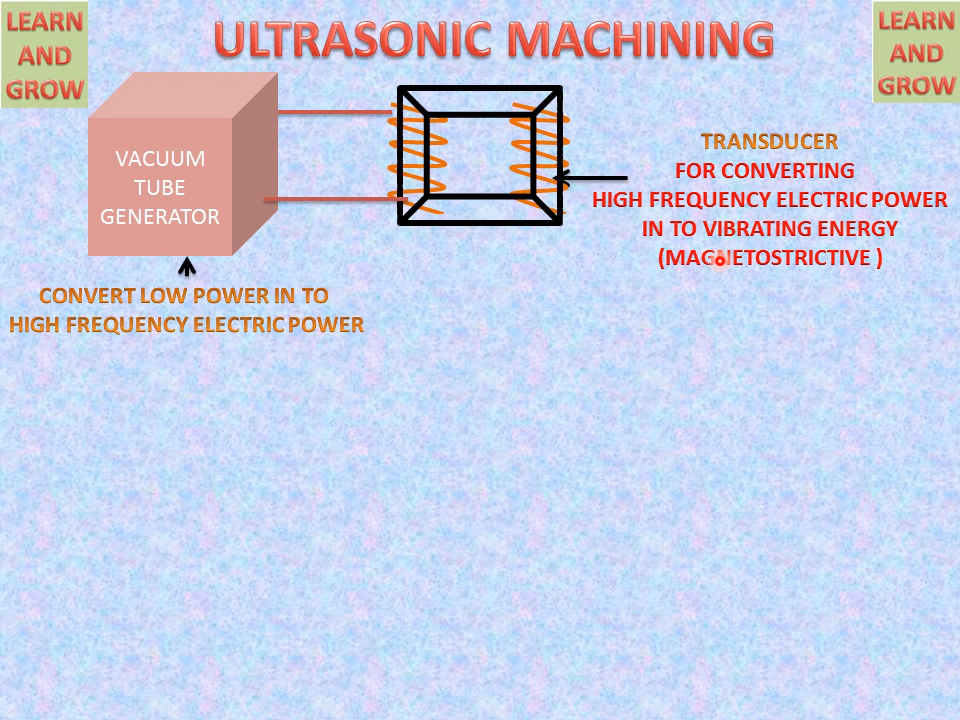 LEARN
AND
GROW
ULTRASONIC MACHINING
LEARN
AND
GROW
VACUUM
TUBE
GENERATOR
TRANSDUCER
FOR CONVERTING
HIGH FREQUENCY ELECTRIC POWER
IN TO VIBRATING ENERGY
(MAGNETOSTRICTIVE )
CONVERT LOW POWER IN TO
HIGH FREQUENCY ELECTRIC POWER